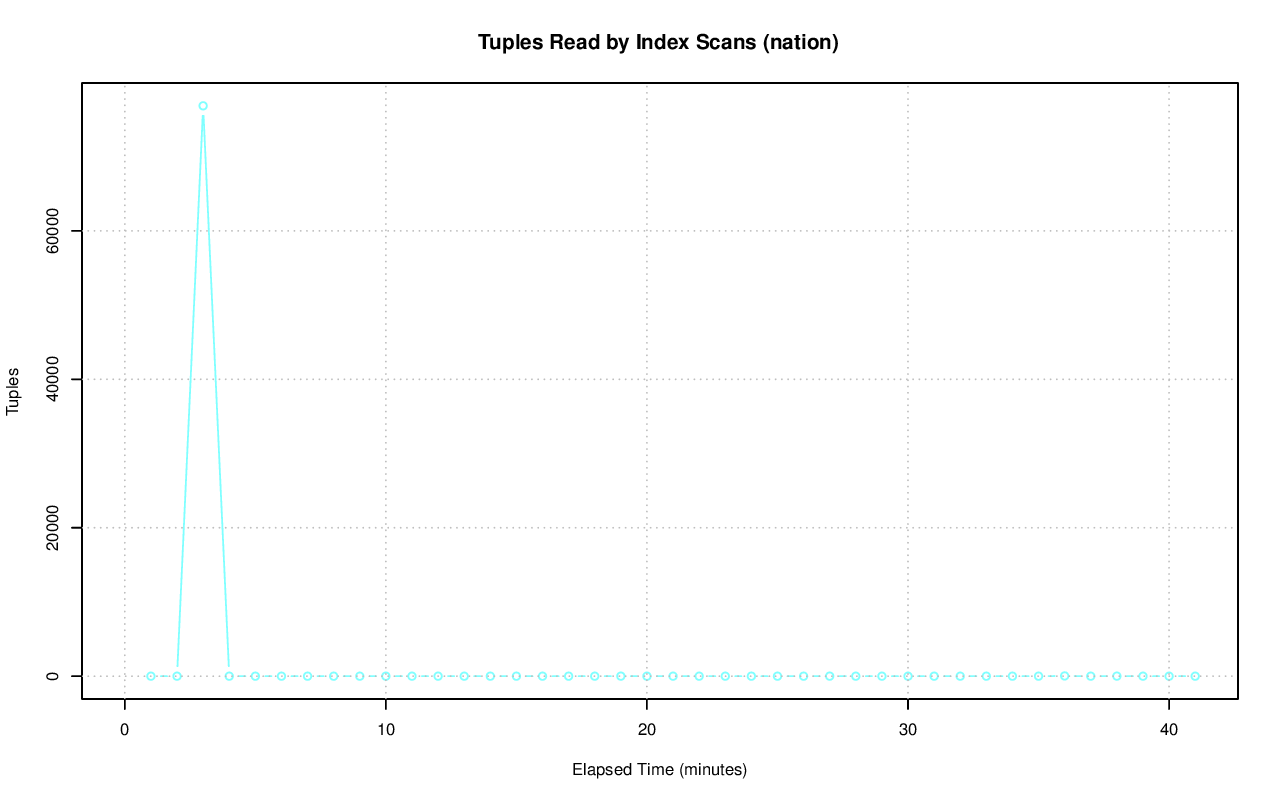 Tuples Read by Index Scans (nation)
Tuples
60000
40000
20000
0
0 10 20 30 40
Elapsed Time (minutes)